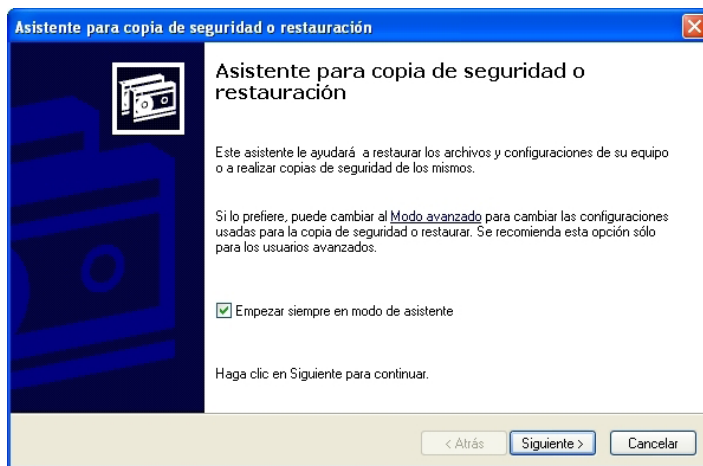 Asistente para copia de seguridad o restauración
Asistente para copia de seguridad o
restauración
Este asistente le ayudará a restaurar los archivos y configuraciones de su equipo
o a realizar copias de seguridad de los mismos.
Si lo prefiere, puede cambiar al Modo avanzado para cambiar las configuraciones
usadas para la copia de seguridad o restaurar. Se recomienda esta opción sólo
para los usuarios avanzados.
Empezar siempre en modo de asistente
Haga clic en Siguiente para continuar.
< Atrás Siguiente > Cancelar